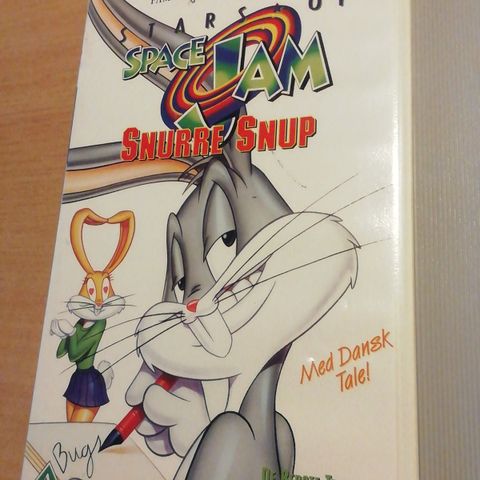 STARS OF
SPACE JAM
SNURRE SNUP
Med Dansk
Tale!
Bugs